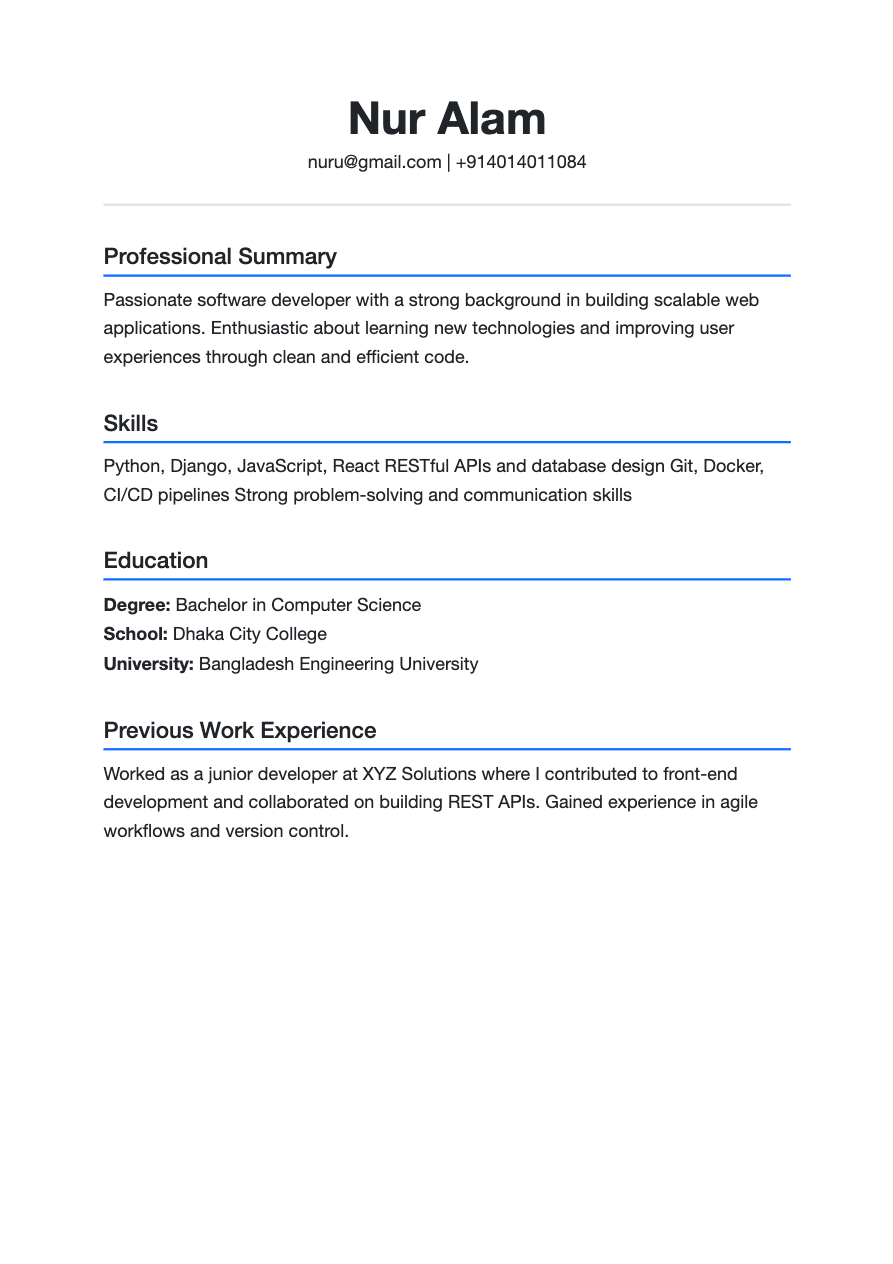 Nur Alam
nuru@gmail.com | +914014011084
Professional Summary
Passionate software developer with a strong background in building scalable web
applications. Enthusiastic about learning new technologies and improving user
experiences through clean and efficient code.
Skills
Python, Django, JavaScript, React RESTful APIs and database design Git, Docker,
CI/CD pipelines Strong problem-solving and communication skills
Education
Degree: Bachelor in Computer Science
School: Dhaka City College
University: Bangladesh Engineering University
Previous Work Experience
Worked as a junior developer at XYZ Solutions where I contributed to front-end
development and collaborated on building REST APIs. Gained experience in agile
workflows and version control.